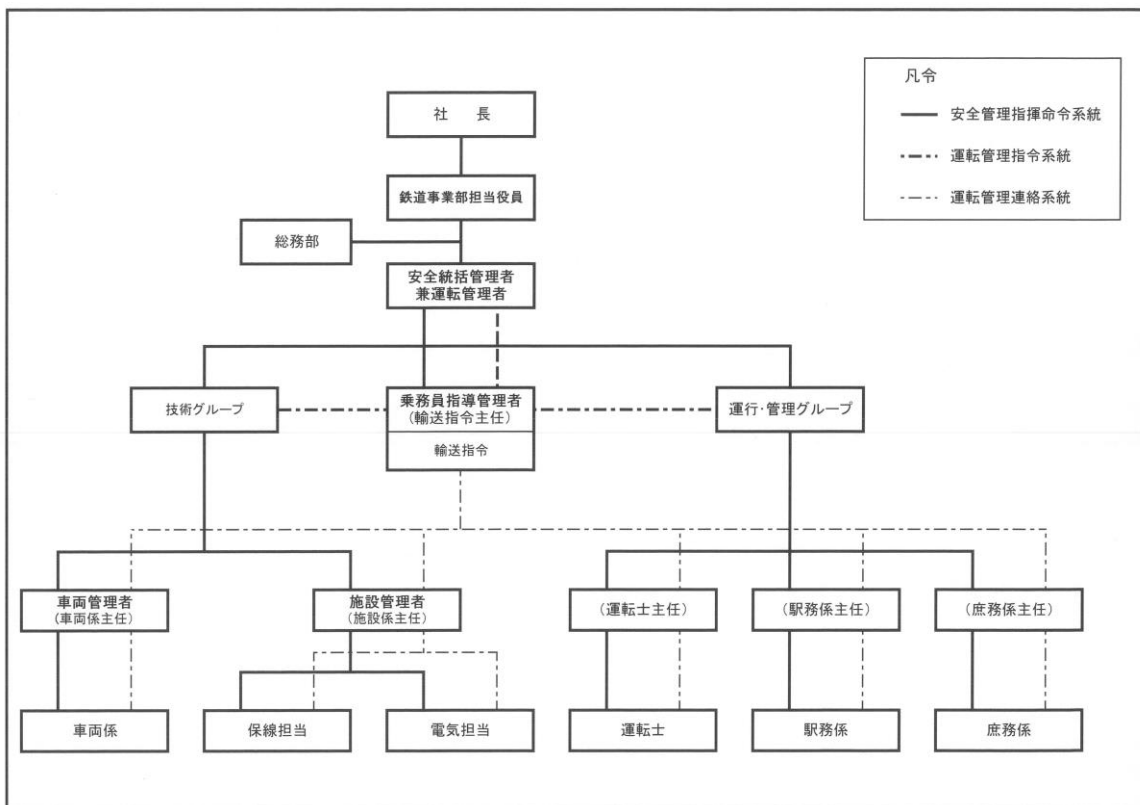 凡令
安全管理指揮命令系統
運転管理指令系統
運転管理連絡系統
社　長
鉄道事業部担当役員
総務部
安全統括管理者
兼運転管理者
技術グループ
乗務員指導管理者
(輸送指令主任)
輸送指令
運行・管理グループ
車両管理者
(車両係主任)
施設管理者
(施設係主任)
(運転士主任)
(駅務係主任)
(庶務係主任)
車両係
保線担当
電気担当
運転士
駅務係
庶務係